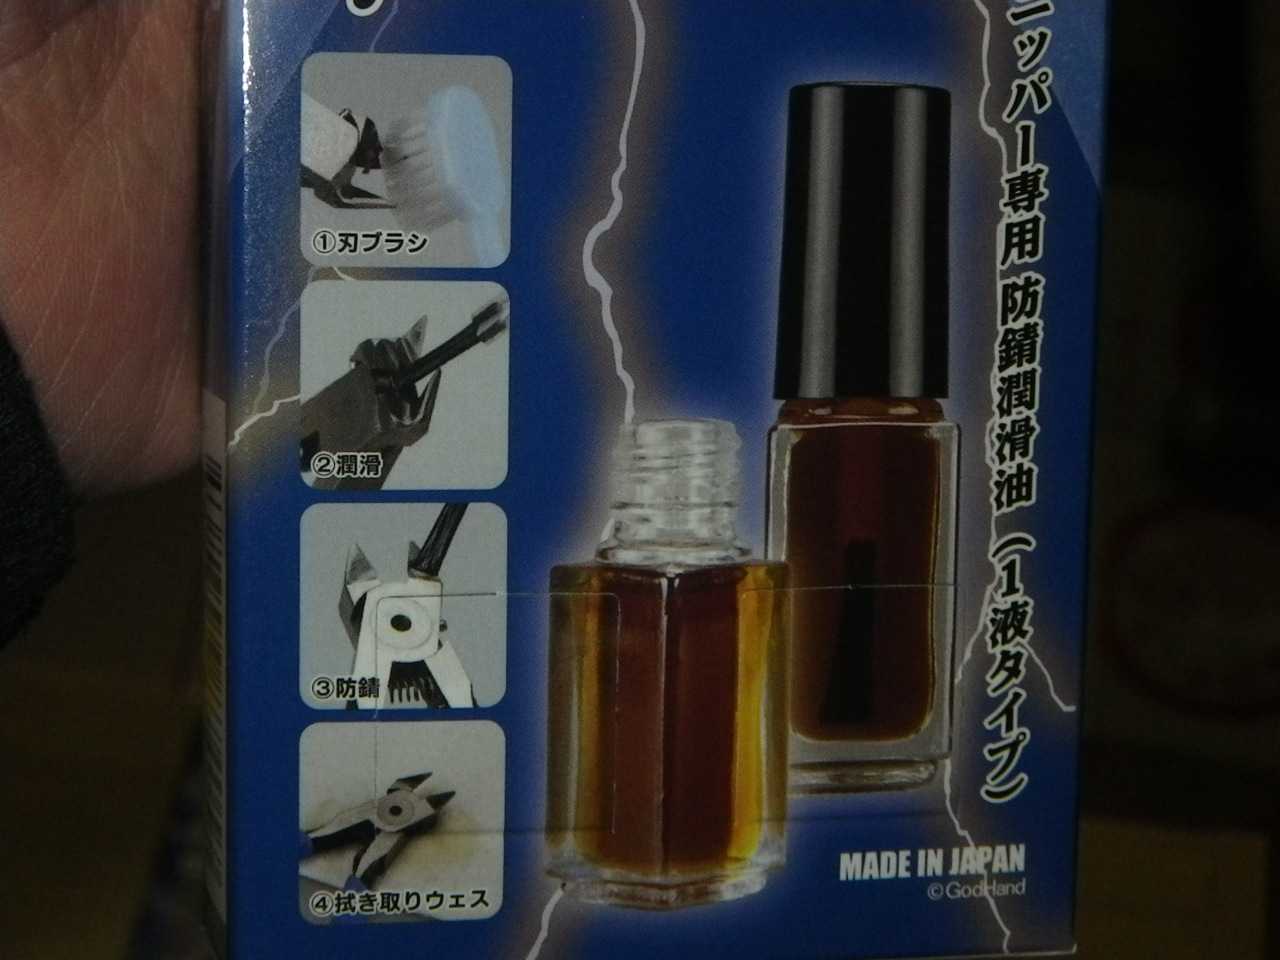 ①刃ブラシ
②潤滑
③防錆
④拭き取りウェス
ニッパー専用 防錆潤滑油（1液タイプ）
MADE IN JAPAN
©GodHand